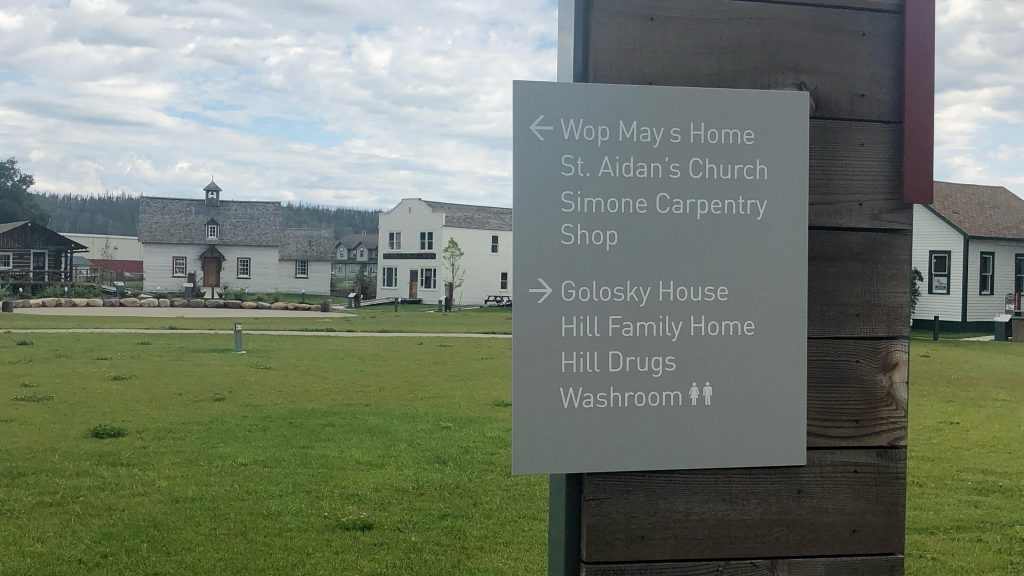 ← Wop May s Home
St. Aidan's Church
Simone Carpentry
Shop
→ Golosky House
Hill Family Home
Hill Drugs
Washroom